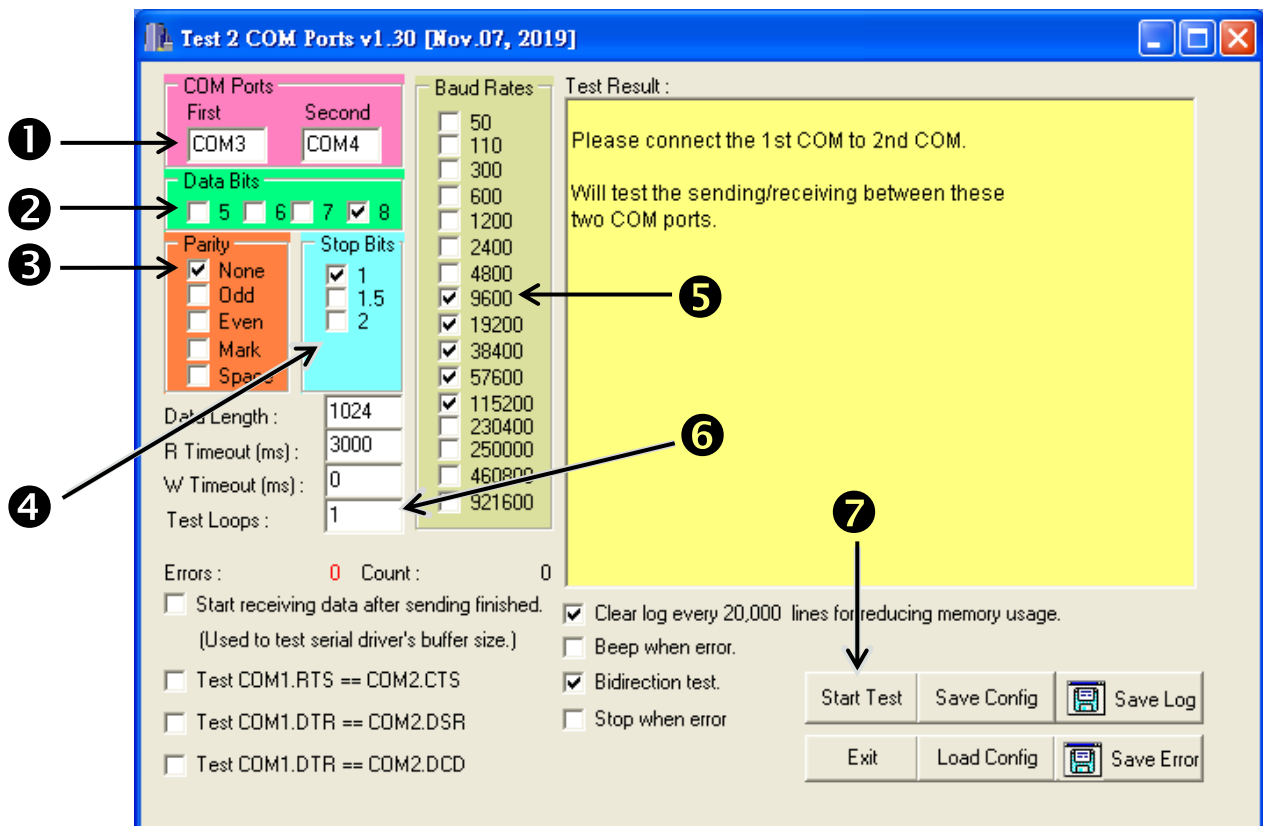 Test 2 COM Ports v1.30 [Nov.07, 2019]
COM Ports
First Second
COM3 COM4
Data Bits
5 6 7 8
Parity
None
Odd
Even
Mark
Space
Stop Bits
1
1.5
2
Data Length : 1024
R Timeout (ms) : 3000
W Timeout (ms) : 0
Test Loops : 1
Baud Rates
50
110
300
600
1200
2400
4800
9600
19200
38400
57600
115200
230400
250000
460800
921600
Test Result :
Please connect the 1st COM to 2nd COM.
Will test the sending/receiving between these
two COM ports.
Errors : 0 Count : 0
Start receiving data after sending finished.
(Used to test serial driver's buffer size.)
Test COM1.RTS == COM2.CTS
Test COM1.DTR == COM2.DSR
Test COM1.DTR == COM2.DCD
Clear log every 20,000 lines for reducing memory usage.
Beep when error.
Bidirection test.
Stop when error
Start Test Save Config Save Log
Exit Load Config Save Error
1
2
3
4
5
6
7